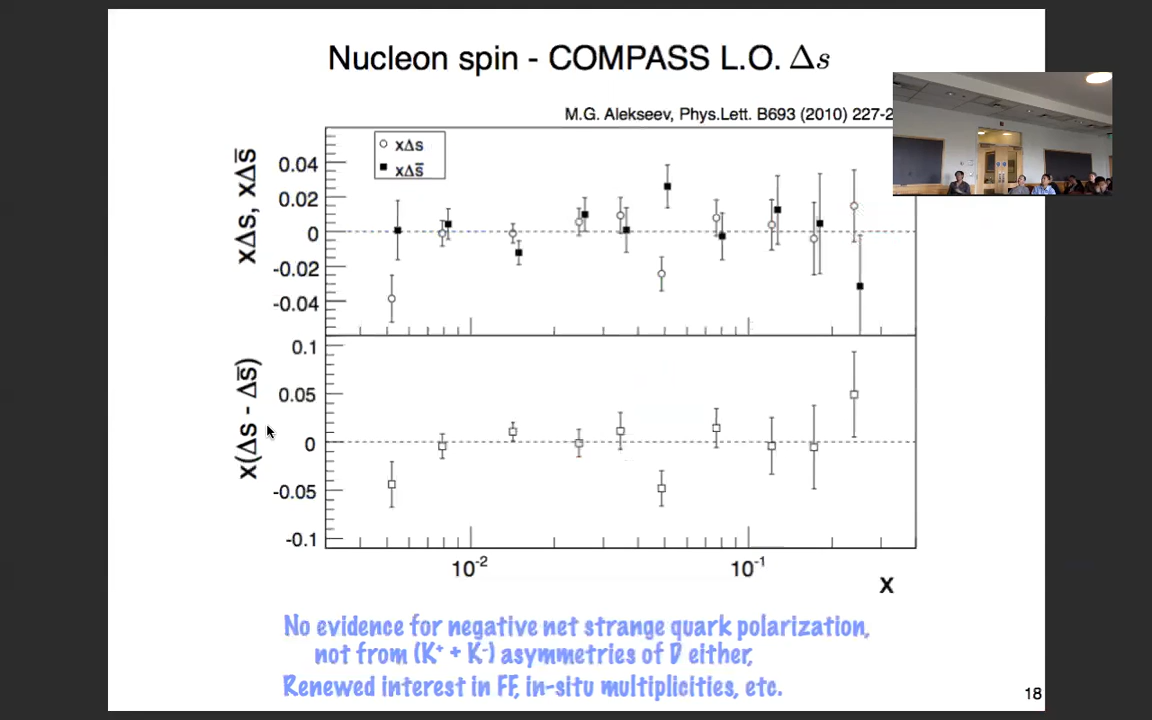 Nucleon spin - COMPASS L.O. Δs
M.G. Alekseev, Phys.Lett. B693 (2010) 227-2
xΔs, xΔs̅
xΔs
xΔs̅
0.04
0.02
0
-0.02
-0.04
x(Δs - Δs̅)
0.1
0.05
0
-0.05
-0.1
10⁻²
10⁻¹
x
No evidence for negative net strange quark polarization,
not from (K⁺ + K⁻) asymmetries of D either,
Renewed interest in FF, in-situ multiplicities, etc.
18